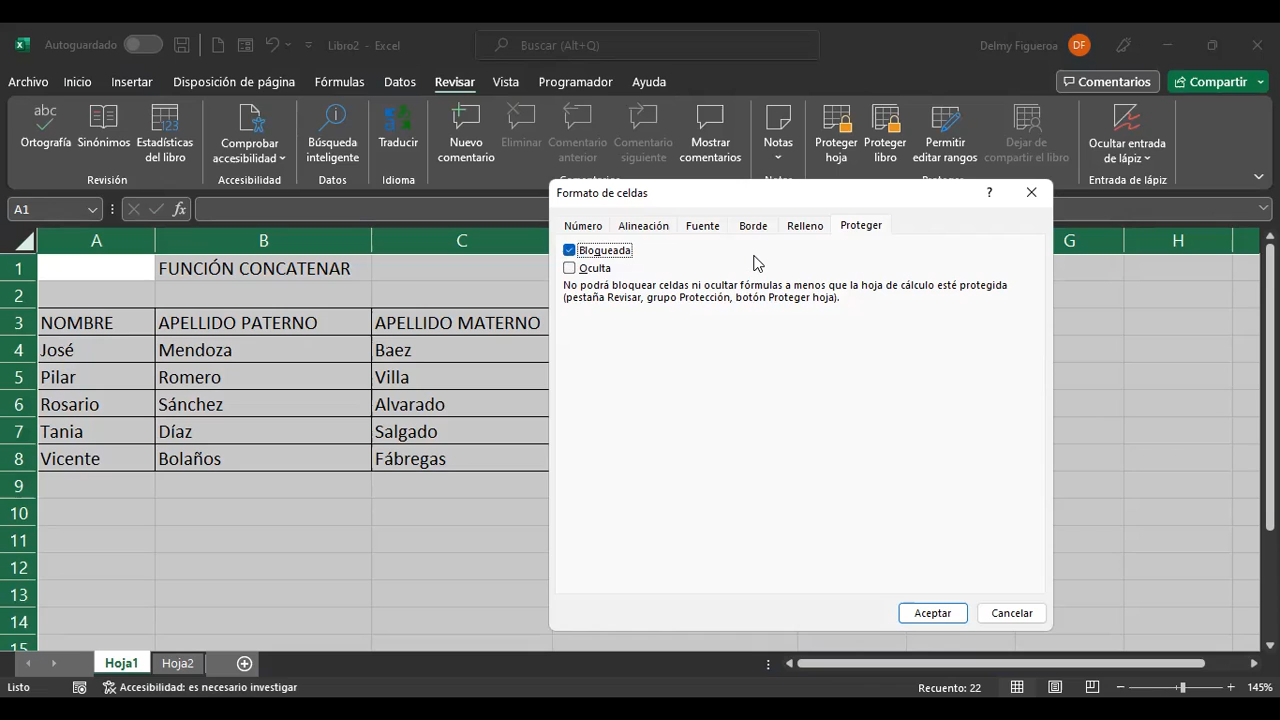 Autoguardado Libro2 - Excel Buscar (Alt+Q) Delmy Figueroa DF
Archivo Inicio Insertar Disposición de página Fórmulas Datos Revisar Vista Programador Ayuda Comentarios Compartir
abc 123
Ortografía Sinónimos Estadísticas del libro Comprobar accesibilidad Búsqueda inteligente Traducir Nuevo comentario Eliminar Comentario anterior Comentario siguiente Mostrar comentarios Notas Proteger hoja Proteger libro Permitir editar rangos Dejar de compartir el libro Ocultar entrada de lápiz
Revisión Accesibilidad Datos Idioma Entrada de lápiz
A1 fx
Formato de celdas ?
Número Alineación Fuente Borde Relleno Proteger
Bloqueada
Oculta
No podrá bloquear celdas ni ocultar fórmulas a menos que la hoja de cálculo esté protegida
(pestaña Revisar, grupo Protección, botón Proteger hoja).
Aceptar Cancelar
A B C G H
1 FUNCIÓN CONCATENAR
2
3 NOMBRE APELLIDO PATERNO APELLIDO MATERNO
4 José Mendoza Baez
5 Pilar Romero Villa
6 Rosario Sánchez Alvarado
7 Tania Díaz Salgado
8 Vicente Bolaños Fábregas
9
10
11
12
13
14
15
Hoja1 Hoja2
Listo Accesibilidad: es necesario investigar Recuento: 22 145%